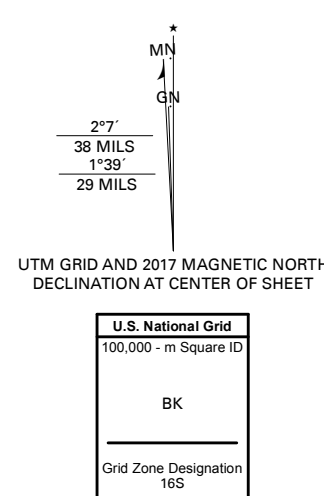 MN
GN
2°7´
38 MILS
1°39´
29 MILS
UTM GRID AND 2017 MAGNETIC NORTH
DECLINATION AT CENTER OF SHEET
U.S. National Grid
100,000 - m Square ID
BK
Grid Zone Designation
16S